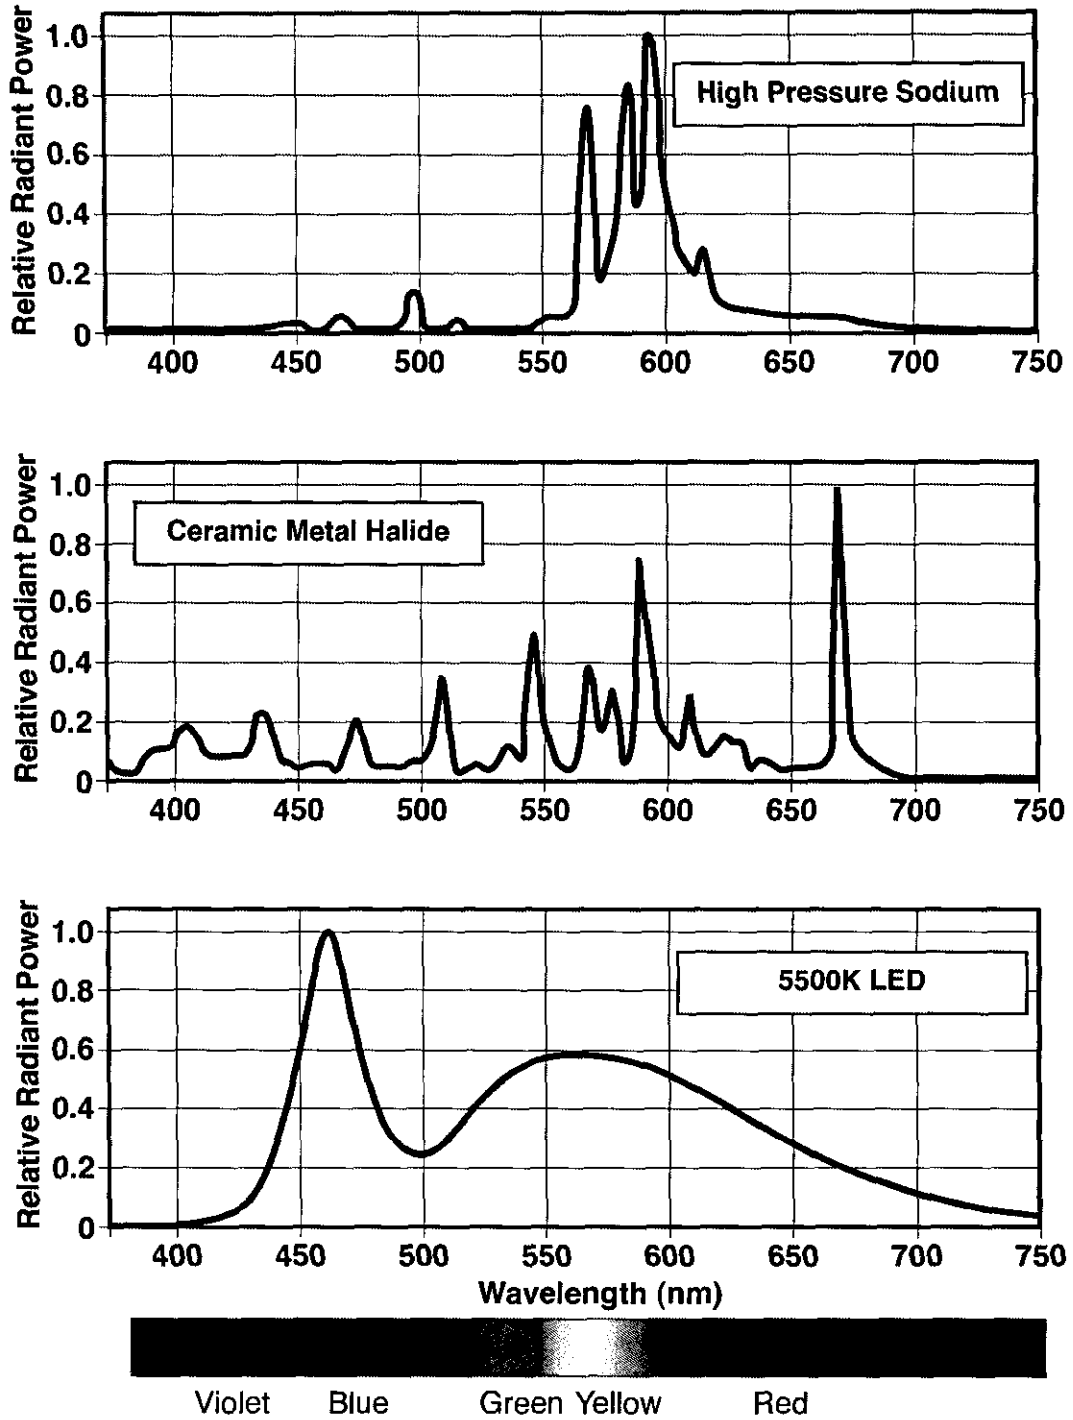 Relative Radiant Power
1.0
0.8
0.6
0.4
0.2
0
High Pressure Sodium
400 450 500 550 600 650 700 750
Relative Radiant Power
1.0
0.8
0.6
0.4
0.2
0
Ceramic Metal Halide
400 450 500 550 600 650 700 750
Relative Radiant Power
1.0
0.8
0.6
0.4
0.2
0
5500K LED
400 450 500 550 600 650 700 750
Wavelength (nm)
Violet Blue Green Yellow Red